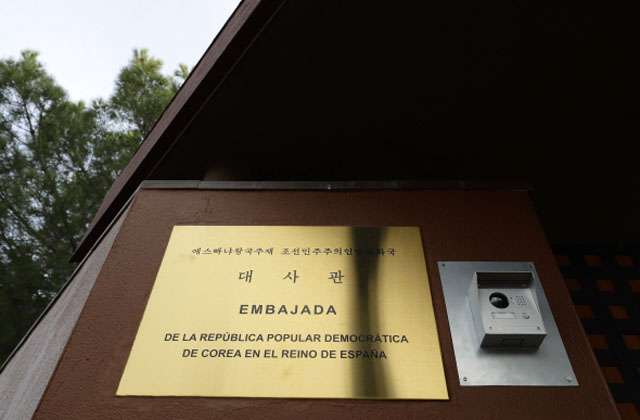 에스빠냐왕국주재 조선민주주의인민공화국
대 사 관
EMBAJADA
DE LA REPÚBLICA POPULAR DEMOCRÁTICA
DE COREA EN EL REINO DE ESPAÑA